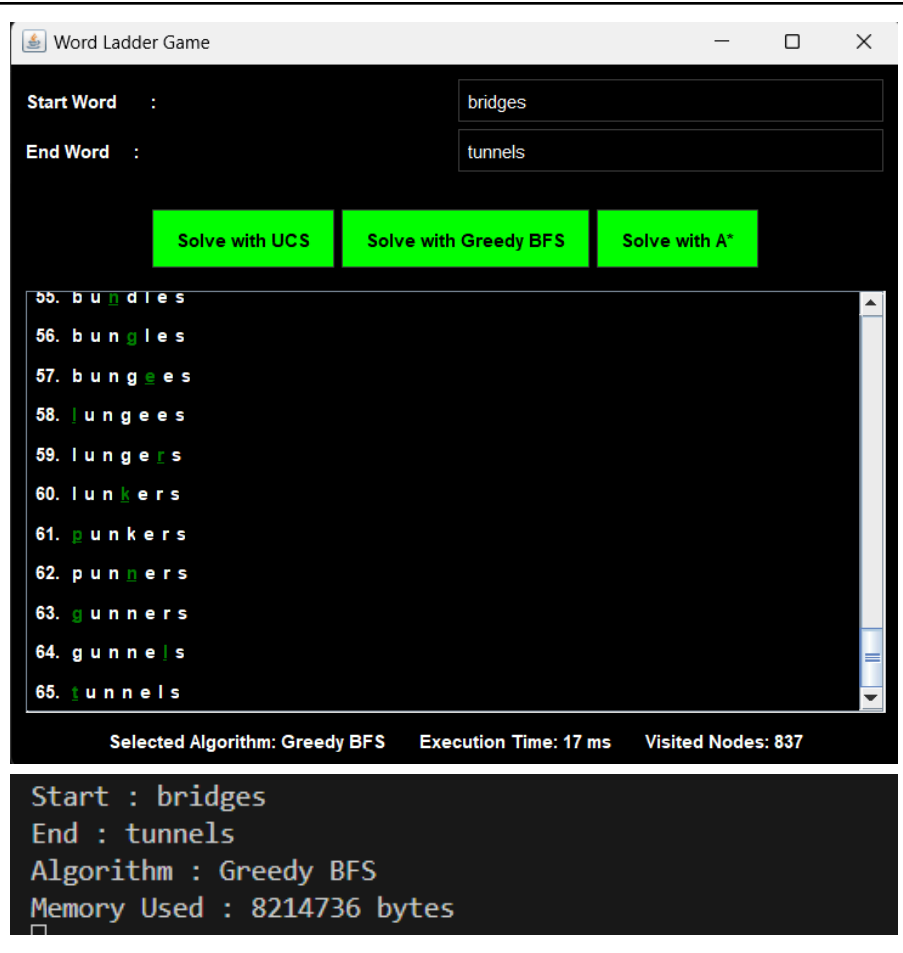 Word Ladder Game
Start Word :
bridges
End Word :
tunnels
Solve with UCS Solve with Greedy BFS Solve with A*
55. b u n d l e s
56. b u n g l e s
57. b u n g e e s
58. l u n g e e s
59. l u n g e r s
60. l u n k e r s
61. p u n k e r s
62. p u n n e r s
63. g u n n e r s
64. g u n n e l s
65. t u n n e l s
Selected Algorithm: Greedy BFS Execution Time: 17 ms Visited Nodes: 837
Start : bridges
End : tunnels
Algorithm : Greedy BFS
Memory Used : 8214736 bytes